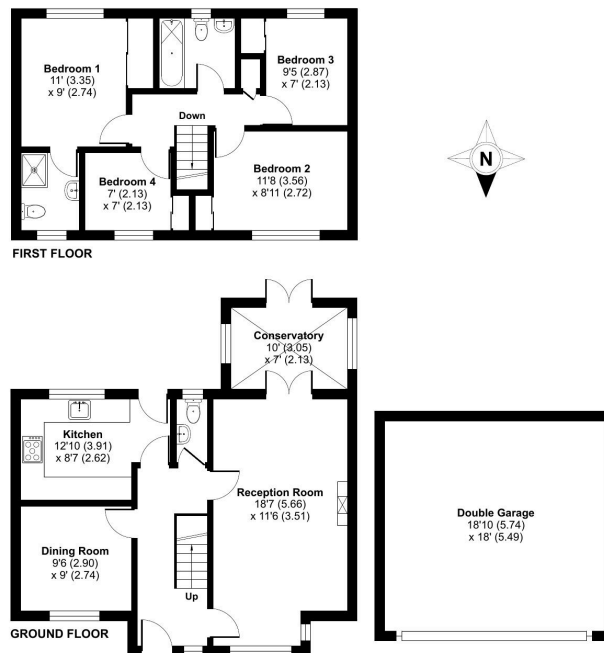 Bedroom 1
11' (3.35)
x 9' (2.74)
Bedroom 3
9'5 (2.87)
x 7' (2.13)
Down
Bedroom 4
7' (2.13)
x 7' (2.13)
Bedroom 2
11'8 (3.56)
x 8'11 (2.72)
N
FIRST FLOOR
Conservatory
10' (3.05)
x 7' (2.13)
Kitchen
12'10 (3.91)
x 8'7 (2.62)
Reception Room
18'7 (5.66)
x 11'6 (3.51)
Double Garage
18'10 (5.74)
x 18' (5.49)
Dining Room
9'6 (2.90)
x 9' (2.74)
Up
GROUND FLOOR